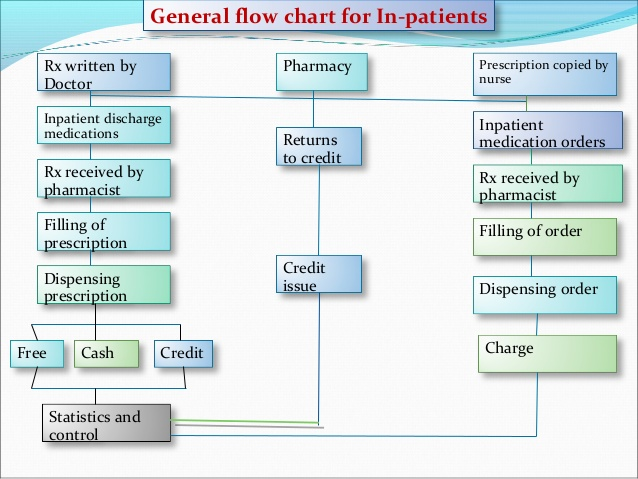 General flow chart for In-patients
Rx written by
Doctor
Pharmacy
Prescription copied by
nurse
Inpatient discharge
medications
Returns
to credit
Inpatient
medication orders
Rx received by
pharmacist
Rx received by
pharmacist
Filling of
prescription
Filling of order
Dispensing
prescription
Credit
issue
Dispensing order
Free
Cash
Credit
Charge
Statistics and
control